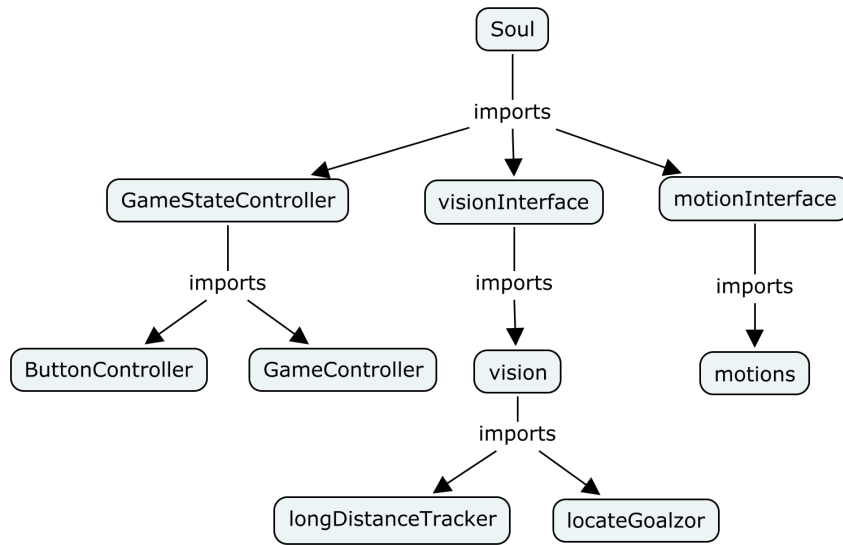 Soul
imports
GameStateController
visionInterface
motionInterface
imports
imports
imports
ButtonController
GameController
vision
motions
imports
longDistanceTracker
locateGoalzor